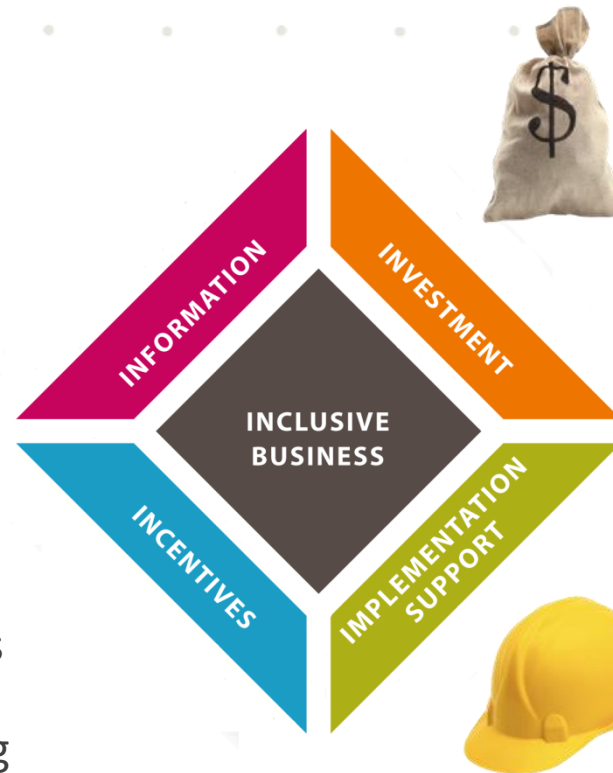 $
INFORMATION
INVESTMENT
INCLUSIVE
BUSINESS
INCENTIVES
IMPLEMENTATION
SUPPORT
s
g